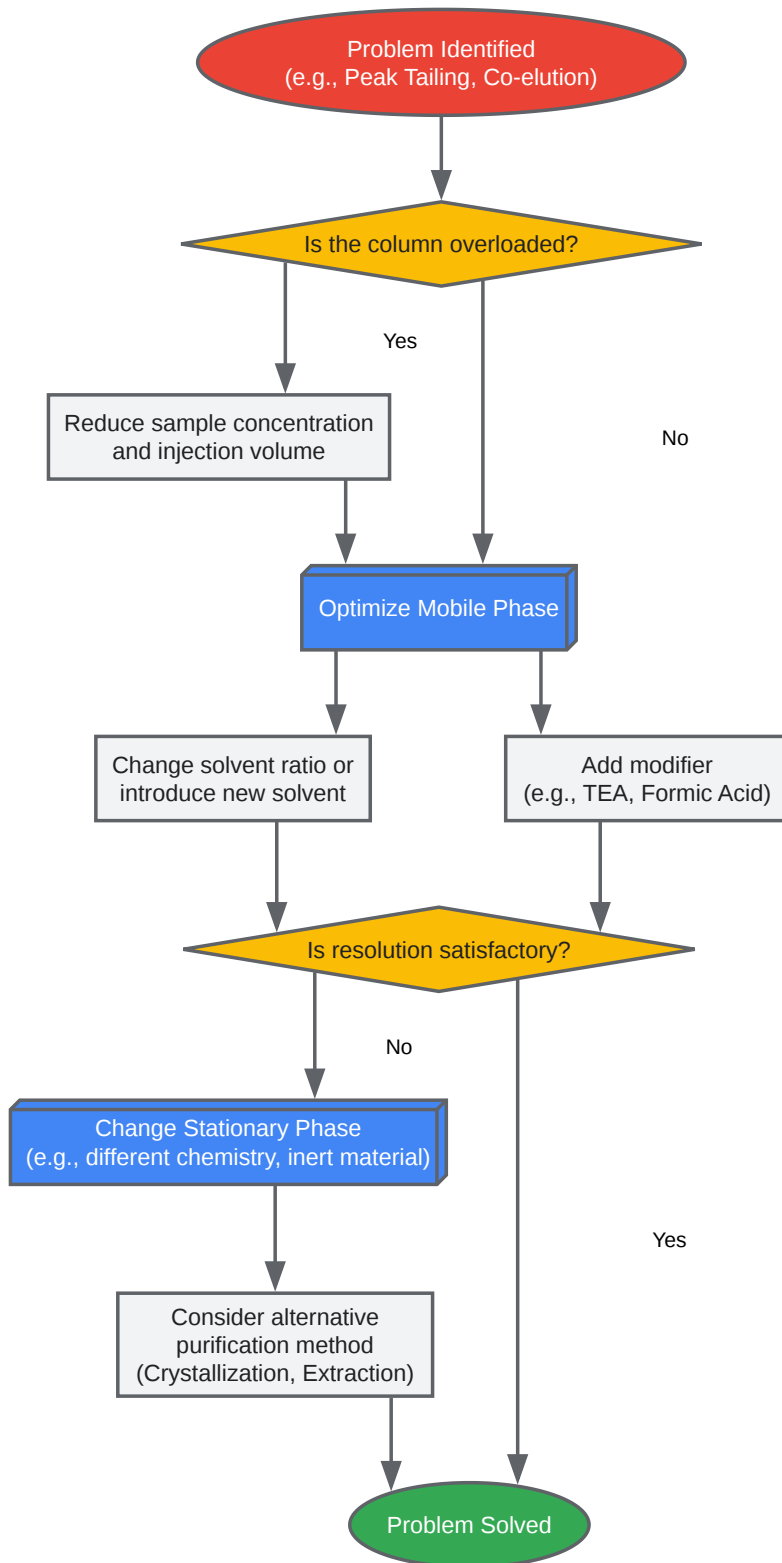 Problem Identified
(e.g., Peak Tailing, Co-elution)
Is the column overloaded?
Yes
Reduce sample concentration
and injection volume
No
Optimize Mobile Phase
Change solvent ratio or
introduce new solvent
Add modifier
(e.g., TEA, Formic Acid)
Is resolution satisfactory?
No
Change Stationary Phase
(e.g., different chemistry, inert material)
Yes
Consider alternative
purification method
(Crystallization, Extraction)
Problem Solved